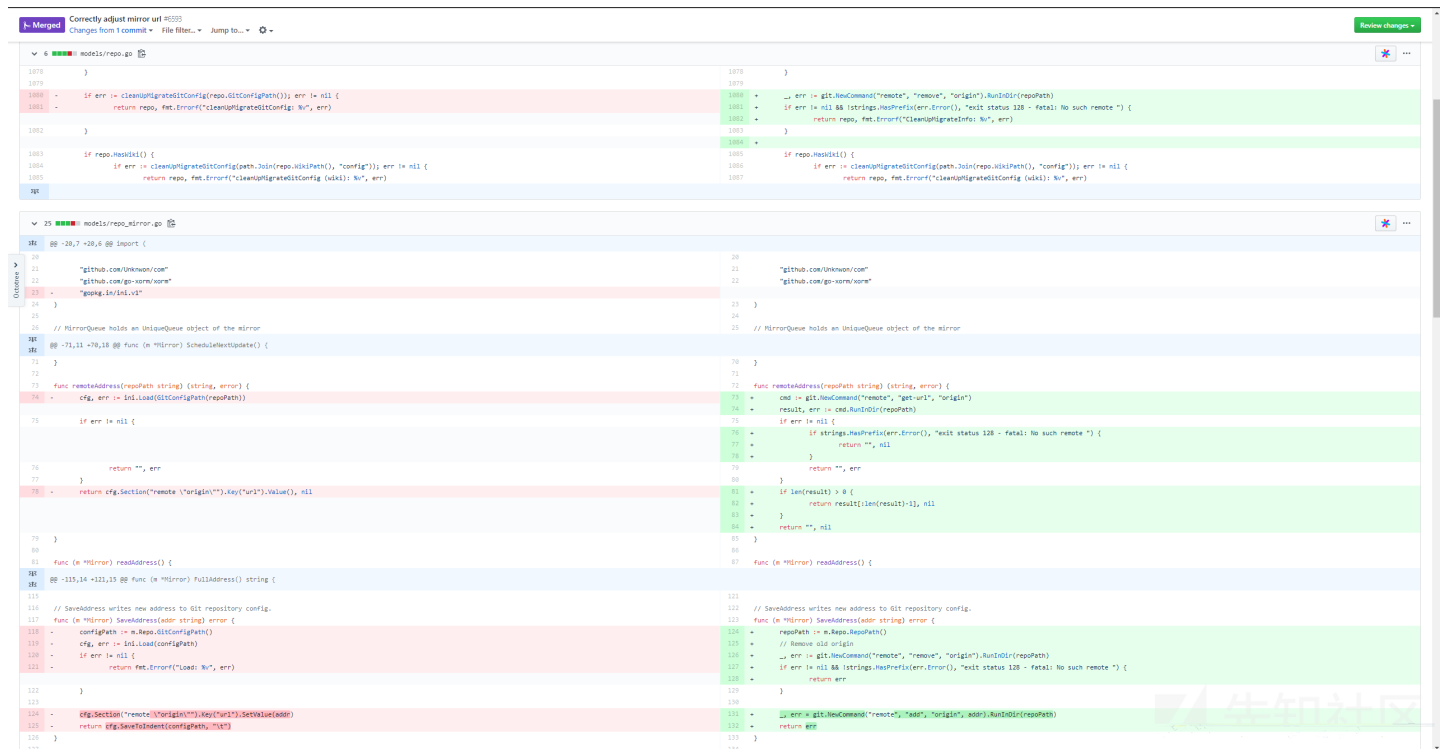 Merged
Correctly adjust mirror url #6593
Changes from 1 commit File filter... Jump to...
Review changes
6 models/repo.go
1078 } 1078 }
1079 1079
1080 - if err := cleanUpMigrateGitConfig(repo.GitConfigPath()); err != nil { 1080 + _, err := git.NewCommand("remote", "remove", "origin").RunInDir(repoPath)
1081 - return repo, fmt.Errorf("cleanUpMigrateGitConfig: %v", err) 1081 + if err != nil && !strings.HasPrefix(err.Error(), "exit status 128 - fatal: No such remote ") {
1082 + return repo, fmt.Errorf("CleanUpMigrateInfo: %v", err)
1082 } 1083 }
1084 +
1083 if repo.HasWiki() { 1085 if repo.HasWiki() {
1084 if err := cleanUpMigrateGitConfig(path.Join(repo.WikiPath(), "config")); err != nil { 1086 if err := cleanUpMigrateGitConfig(path.Join(repo.WikiPath(), "config")); err != nil {
1085 return repo, fmt.Errorf("cleanUpMigrateGitConfig (wiki): %v", err) 1087 return repo, fmt.Errorf("cleanUpMigrateGitConfig (wiki): %v", err)
25 models/repo_mirror.go
@@ -20,7 +20,6 @@ import (
20 20
21 "github.com/Unknwon/com" 21 "github.com/Unknwon/com"
Octotree
22 "github.com/go-xorm/xorm" 22 "github.com/go-xorm/xorm"
23 - "gopkg.in/ini.v1"
24 ) 23 )
25 24
26 // MirrorQueue holds an UniqueQueue object of the mirror 25 // MirrorQueue holds an UniqueQueue object of the mirror
@@ -71,11 +70,18 @@ func (m *Mirror) ScheduleNextUpdate() {
71 } 70 }
72 71
73 func remoteAddress(repoPath string) (string, error) { 72 func remoteAddress(repoPath string) (string, error) {
74 - cfg, err := ini.Load(GitConfigPath(repoPath)) 73 + cmd := git.NewCommand("remote", "get-url", "origin")
74 + result, err := cmd.RunInDir(repoPath)
75 if err != nil { 75 if err != nil {
76 + if strings.HasPrefix(err.Error(), "exit status 128 - fatal: No such remote ") {
77 + return "", nil
78 + }
76 return "", err 79 return "", err
77 } 80 }
78 - return cfg.Section("remote \"origin\"").Key("url").Value(), nil 81 + if len(result) > 0 {
82 + return result[:len(result)-1], nil
83 + }
84 + return "", nil
79 } 85 }
80 86
81 func (m *Mirror) readAddress() { 87 func (m *Mirror) readAddress() {
@@ -115,14 +121,15 @@ func (m *Mirror) FullAddress() string {
115 121
116 // SaveAddress writes new address to Git repository config. 122 // SaveAddress writes new address to Git repository config.
117 func (m *Mirror) SaveAddress(addr string) error { 123 func (m *Mirror) SaveAddress(addr string) error {
118 - configPath := m.Repo.GitConfigPath() 124 + repoPath := m.Repo.RepoPath()
119 - cfg, err := ini.Load(configPath) 125 + // Remove old origin
120 - if err != nil { 126 + _, err := git.NewCommand("remote", "remove", "origin").RunInDir(repoPath)
121 - return fmt.Errorf("Load: %v", err) 127 + if err != nil && !strings.HasPrefix(err.Error(), "exit status 128 - fatal: No such remote ") {
128 + return err
122 } 129 }
123 130
124 - cfg.Section("remote \"origin\"").Key("url").SetValue(addr) 131 + _, err = git.NewCommand("remote", "add", "origin", addr).RunInDir(repoPath)
125 - return cfg.SaveToIndent(configPath, "\t") 132 + return err
126 } 133 }
先知社区